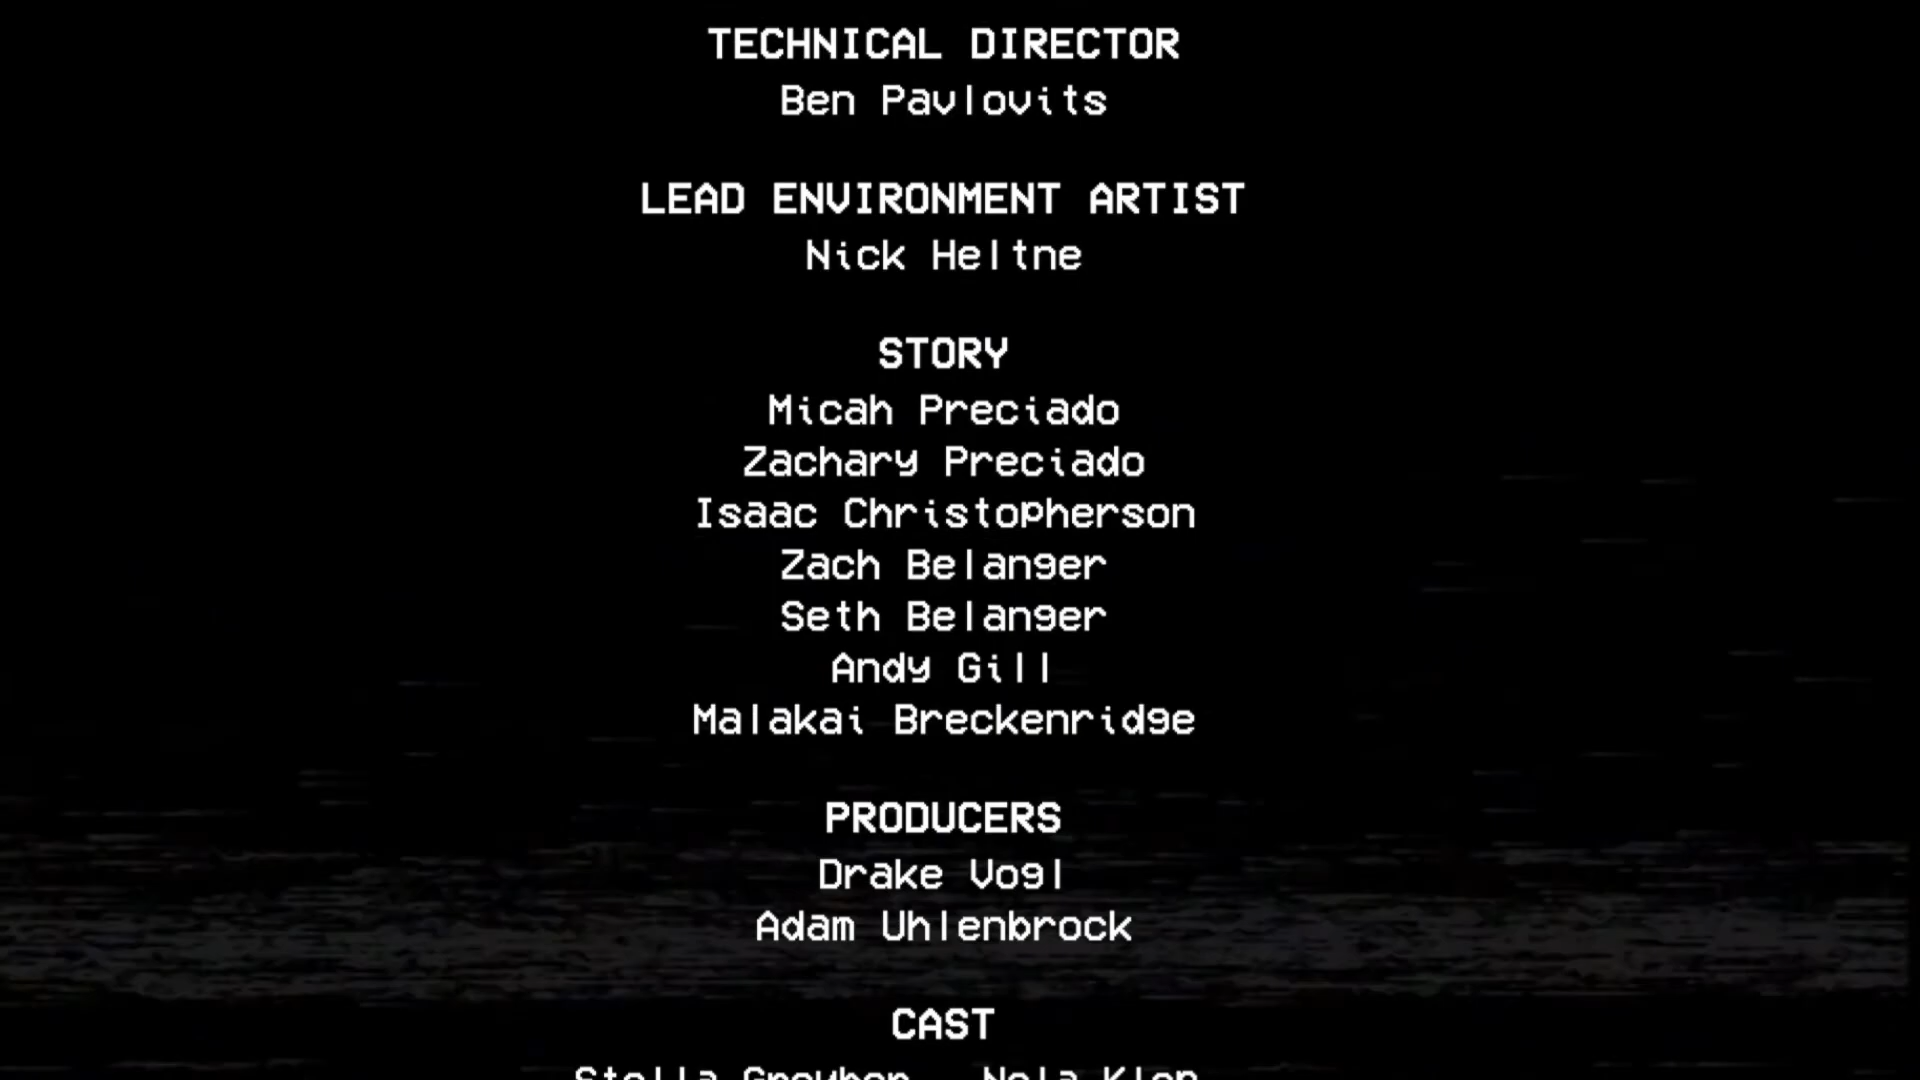 TECHNICAL DIRECTOR
Ben Pavlovits
LEAD ENVIRONMENT ARTIST
Nick Heltne
STORY
Micah Preciado
Zachary Preciado
Isaac Christopherson
Zach Belanger
Seth Belanger
Andy Gill
Malakai Breckenridge
PRODUCERS
Drake Vogl
Adam Uhlenbrock
CAST
Stella